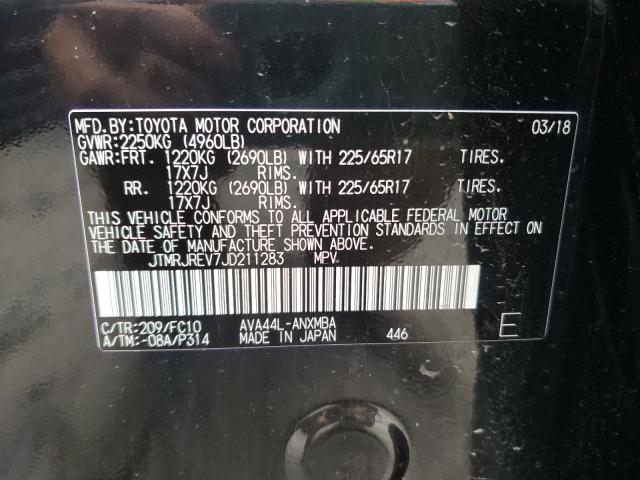 MFD.BY:TOYOTA MOTOR CORPORATION 03/18
GVWR:2250KG (4960LB)
GAWR:FRT. 1220KG (2690LB) WITH 225/65R17 TIRES.
17X7J RIMS.
RR. 1220KG (2690LB) WITH 225/65R17 TIRES.
17X7J RIMS.
THIS VEHICLE CONFORMS TO ALL APPLICABLE FEDERAL MOTOR
VEHICLE SAFETY AND THEFT PREVENTION STANDARDS IN EFFECT ON
THE DATE OF MANUFACTURE SHOWN ABOVE.
JTMRJREV7JD211283 MPV
C/TR:209/FC10 AVA44L-ANXMBA
A/TM:-08A/P314 MADE IN JAPAN 446 E